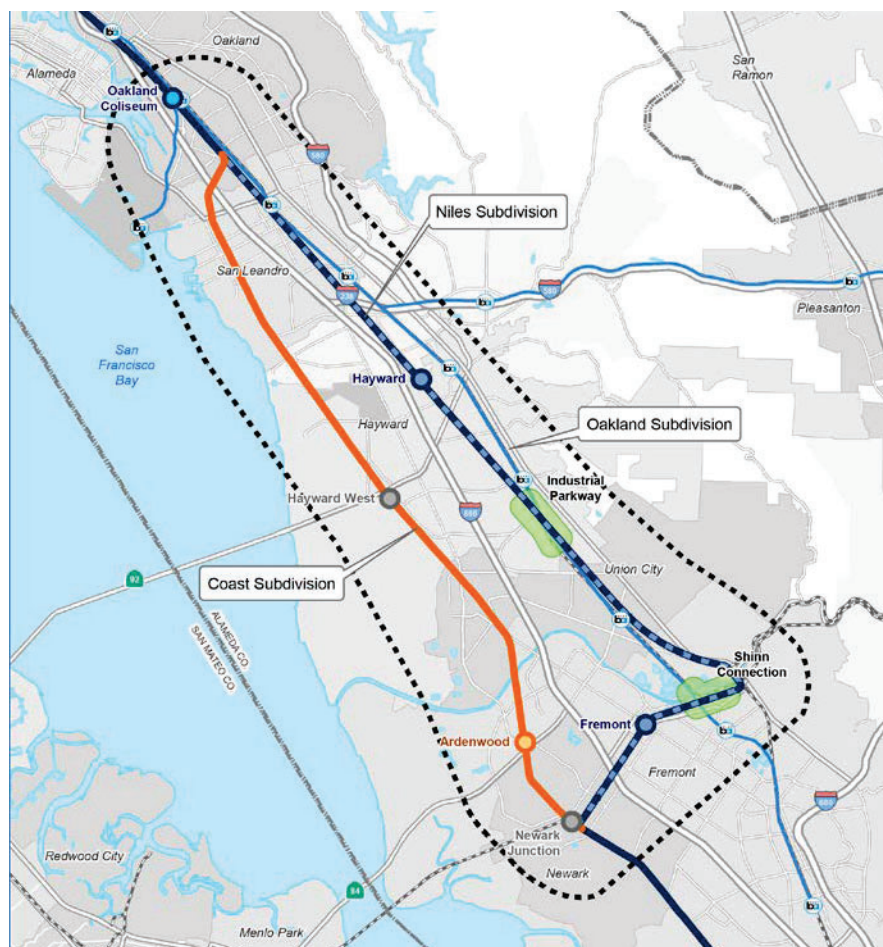 Oakland
San
Ramon
Alameda
Oakland
Coliseum
580
Niles Subdivision
San Leandro
238
580
Pleasanton
San
Francisco
Bay
Hayward
Hayward
Oakland Subdivision
Industrial
Parkway
Hayward West
880
Union City
Coast Subdivision
92
ALAMEDA CO.
SAN MATEO CO.
Shinn
Connection
Fremont
Ardenwood
Fremont
680
Newark
Junction
Redwood City
Newark
84
Menlo Park